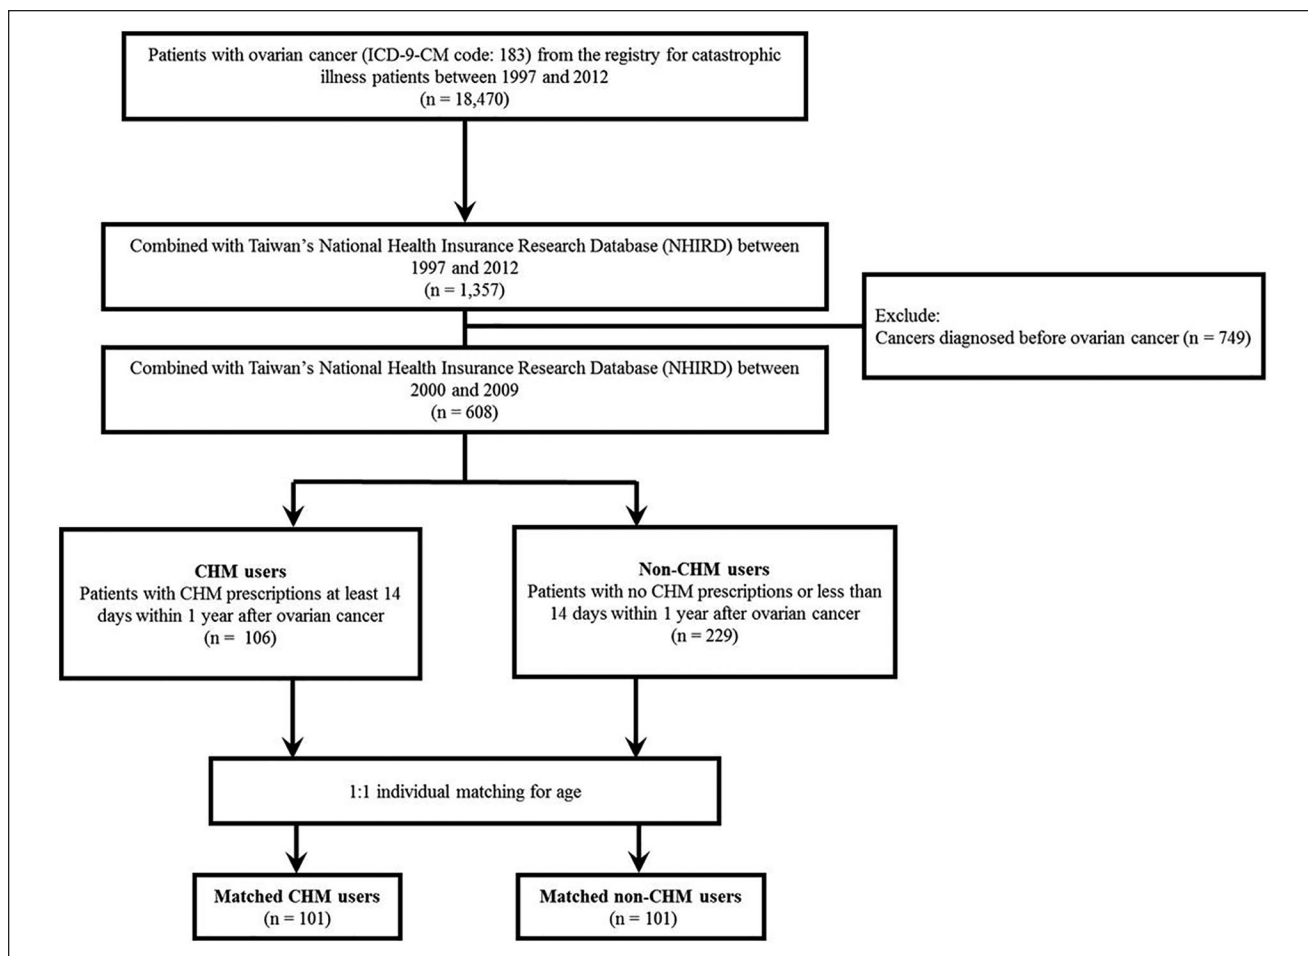 Patients with ovarian cancer (ICD-9-CM code: 183) from the registry for catastrophic
illness patients between 1997 and 2012
(n = 18,470)
Combined with Taiwan’s National Health Insurance Research Database (NHIRD) between
1997 and 2012
(n = 1,357)
Exclude:
Cancers diagnosed before ovarian cancer (n = 749)
Combined with Taiwan’s National Health Insurance Research Database (NHIRD) between
2000 and 2009
(n = 608)
CHM users
Patients with CHM prescriptions at least 14
days within 1 year after ovarian cancer
(n = 106)
Non-CHM users
Patients with no CHM prescriptions or less than
14 days within 1 year after ovarian cancer
(n = 229)
1:1 individual matching for age
Matched CHM users
(n = 101)
Matched non-CHM users
(n = 101)